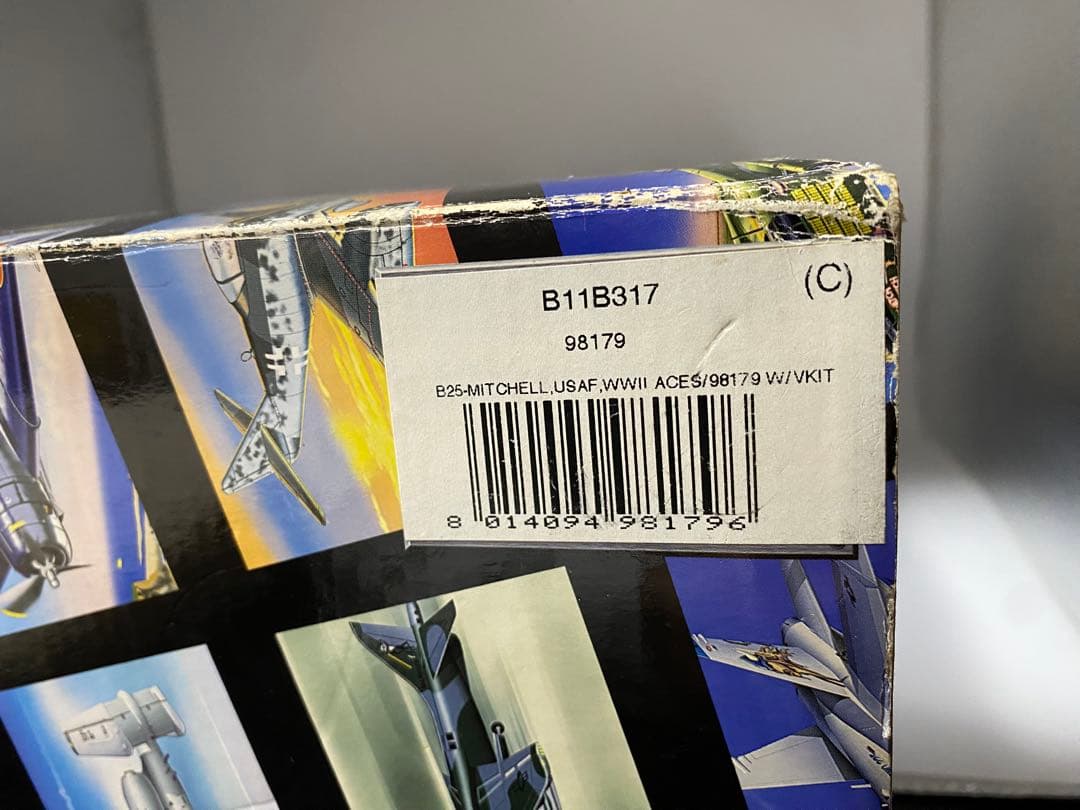 B11B317
(C)
98179
B25-MITCHELL,USAF,WWII ACES/98179 W/VKIT
8 014094 981796